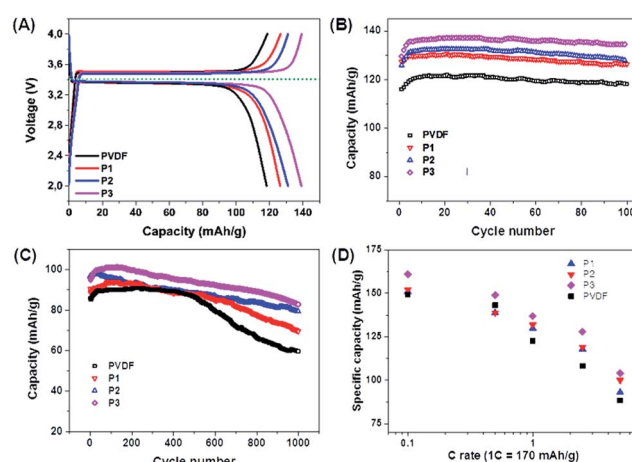 (A)
4,0
3,6
3,2
2,8
2,4
2,0
Voltage (V)
PVDF
P1
P2
P3
0 20 40 60 80 100 120 140
Capacity (mAh/g)
(B)
140
120
100
80
Capacity (mAh/g)
PVDF
P1
P2
P3
0 20 40 60 80 100
Cycle number
(C)
100
80
60
40
20
Capacity (mAh/g)
PVDF
P1
P2
P3
0 200 400 600 800 1000
Cycle number
(D)
175
150
125
100
75
Specific capacity (mAh/g)
P1
P2
P3
PVDF
0.1 1
C rate (1C = 170 mAh/g)